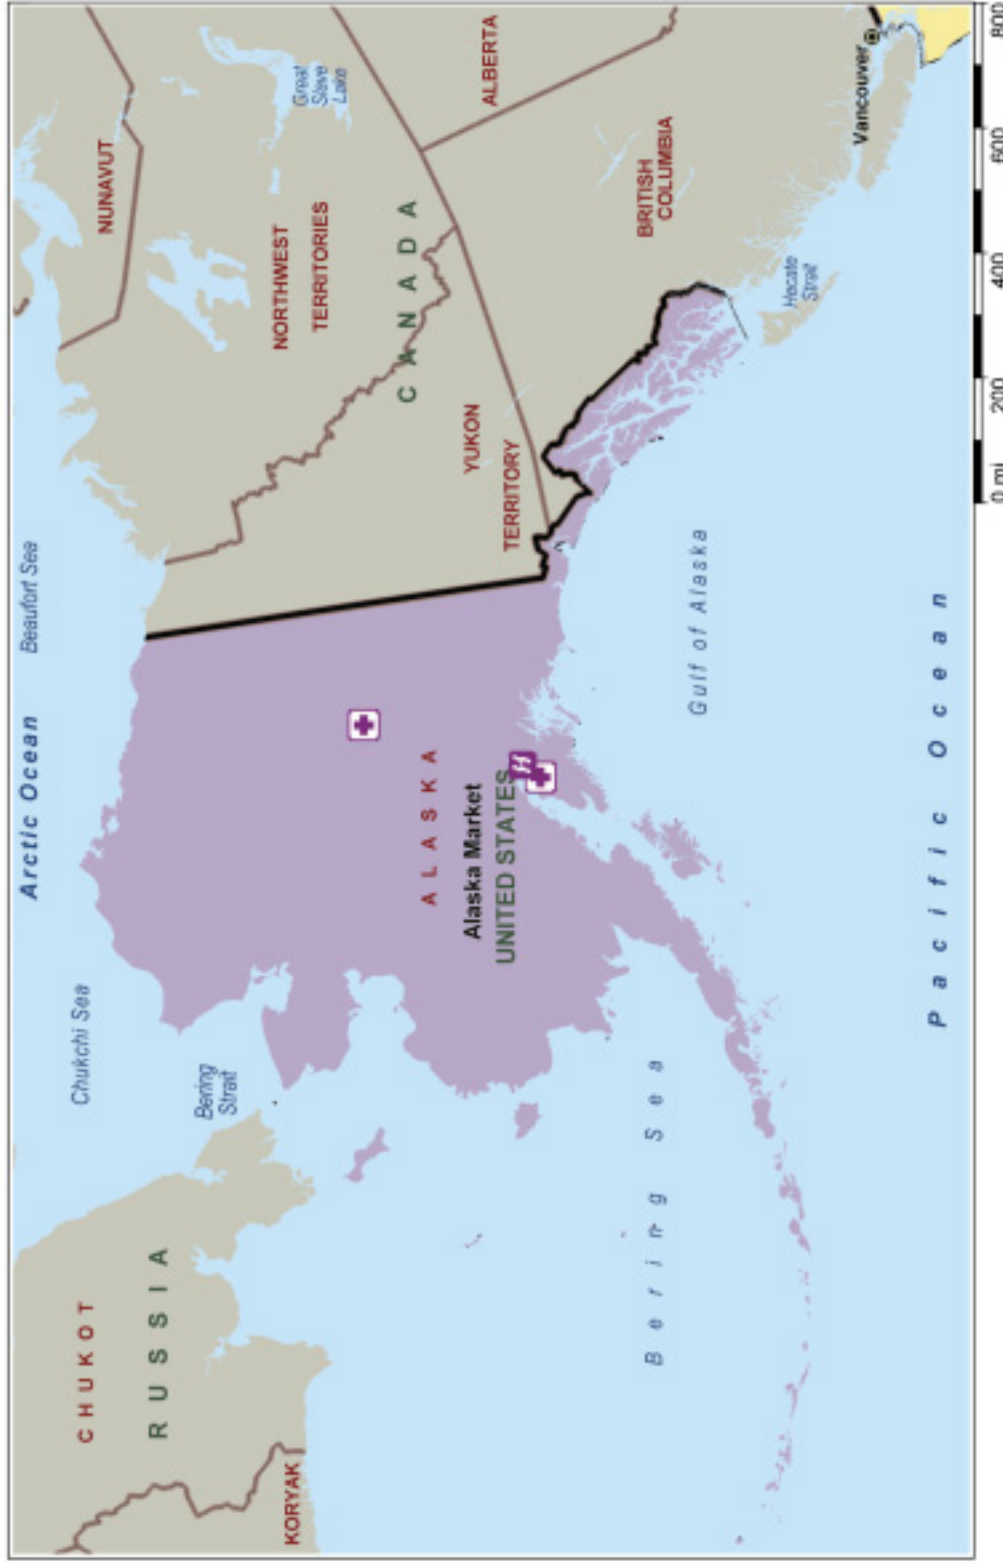 Arctic Ocean
Beaufort Sea
Chukchi Sea
Bering
Strait
CHUKOT
RUSSIA
KORYAK
NUNAVUT
Great
Slave
Lake
NORTHWEST
TERRITORIES
CANADA
YUKON
TERRITORY
ALBERTA
BRITISH
COLUMBIA
ALASKA
Alaska Market
UNITED STATES
H
Gulf of Alaska
Bering Sea
Hecate
Strait
Vancouver
Pacific Ocean
0 mi 200 400 600 800